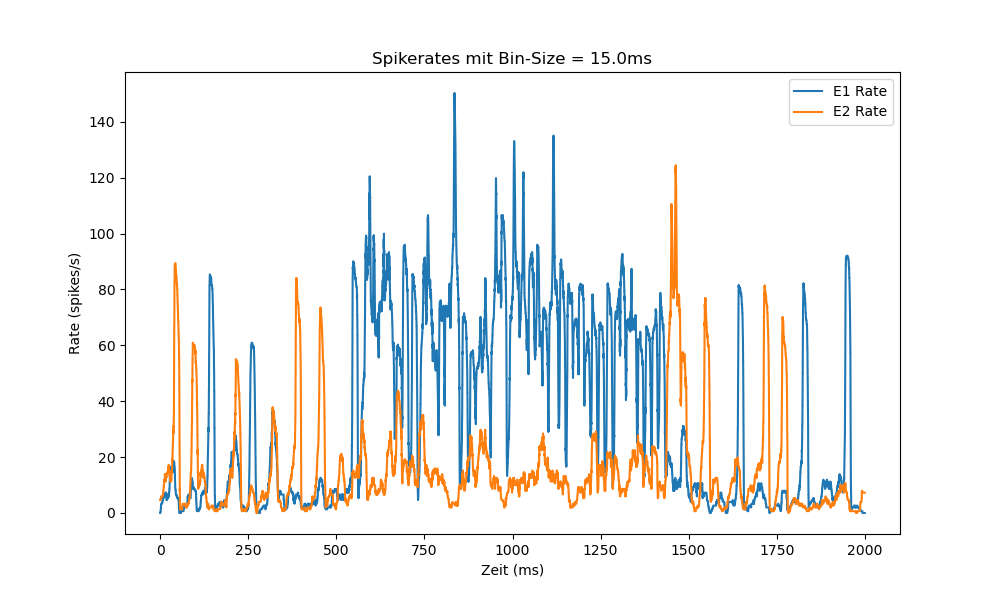 Spikerates mit Bin-Size = 15.0ms
E1 Rate
E2 Rate
Rate (spikes/s)
140
120
100
80
60
40
20
0
0 250 500 750 1000 1250 1500 1750 2000
Zeit (ms)